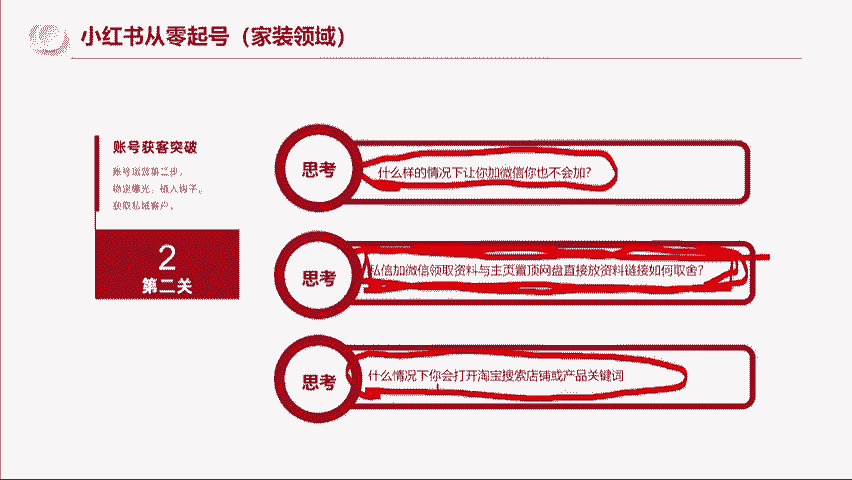 小红书从零起号（家装领域）
账号获客突破
账号运营第二步，
稳定曝光，植入钩子，
获取私域客户。
2
第二关
思考
什么样的情况下让你加微信你也不会加？
思考
私信加微信领取资料与主页置顶网盘直接放资料链接如何取舍？
思考
什么情况下你会打开淘宝搜索店铺或产品关键词